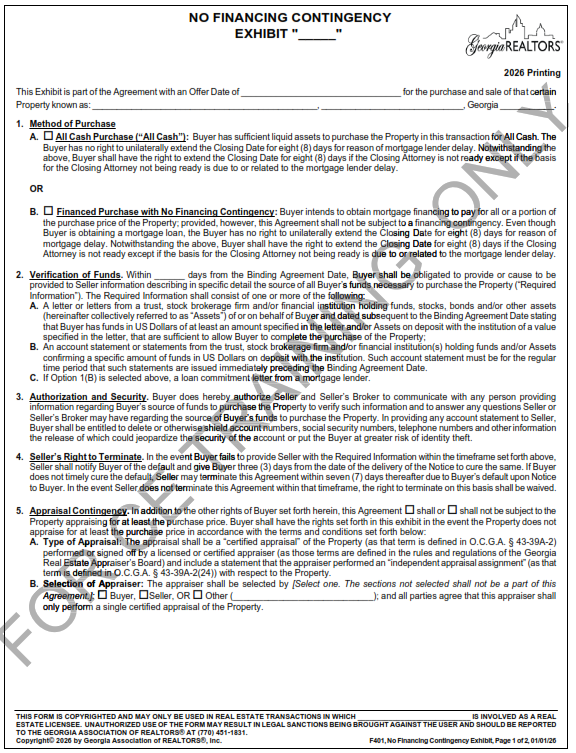 NO FINANCING CONTINGENCY
EXHIBIT "_____"
GeorgiaREALTORS®
2026 Printing
This Exhibit is part of the Agreement with an Offer Date of ______________________________ for the purchase and sale of that certain
Property known as: __________________________________________, __________________________, Georgia __________.
1. Method of Purchase
A. ☐ All Cash Purchase ("All Cash"): Buyer has sufficient liquid assets to purchase the Property in this transaction for All Cash. The
Buyer has no right to unilaterally extend the Closing Date for eight (8) days for reason of mortgage lender delay. Notwithstanding the
above, Buyer shall have the right to extend the Closing Date for eight (8) days if the Closing Attorney is not ready except if the basis
for the Closing Attorney not being ready is due to or related to the mortgage lender delay.
OR
B. ☐ Financed Purchase with No Financing Contingency: Buyer intends to obtain mortgage financing to pay for all or a portion of
the purchase price of the Property; provided, however, this Agreement shall not be subject to a financing contingency. Even though
Buyer is obtaining a mortgage loan, the Buyer has no right to unilaterally extend the Closing Date for eight (8) days for reason of
mortgage delay. Notwithstanding the above, Buyer shall have the right to extend the Closing Date for eight (8) days if the Closing
Attorney is not ready except if the basis for the Closing Attorney not being ready is due to or related to the mortgage lender delay.
2. Verification of Funds. Within ______ days from the Binding Agreement Date, Buyer shall be obligated to provide or cause to be
provided to Seller information describing in specific detail the source of all Buyer's funds necessary to purchase the Property ("Required
Information"). The Required Information shall consist of one or more of the following:
A. A letter or letters from a trust, stock brokerage firm and/or financial institution holding funds, stocks, bonds and/or other assets
(hereinafter collectively referred to as "Assets") of or on behalf of Buyer and dated subsequent to the Binding Agreement Date stating
that Buyer has funds in US Dollars of at least an amount specified in the letter and/or Assets on deposit with the institution of a value
specified in the letter, that are sufficient to allow Buyer to complete the purchase of the Property;
B. An account statement or statements from the trust, stock brokerage firm and/or financial institution(s) holding funds and/or Assets
confirming a specific amount of funds in US Dollars on deposit with the institution. Such account statement must be for the regular
time period that such statements are issued immediately preceding the Binding Agreement Date.
C. If Option 1(B) is selected above, a loan commitment letter from a mortgage lender.
3. Authorization and Security. Buyer does hereby authorize Seller and Seller's Broker to communicate with any person providing
information regarding Buyer's source of funds to purchase the Property to verify such information and to answer any questions Seller or
Seller's Broker may have regarding the source of Buyer's funds to purchase the Property. In providing any account statement to Seller,
Buyer shall be entitled to delete or otherwise shield account numbers, social security numbers, telephone numbers and other information
the release of which could jeopardize the security of the account or put the Buyer at greater risk of identity theft.
4. Seller's Right to Terminate. In the event Buyer fails to provide Seller with the Required Information within the timeframe set forth above,
Seller shall notify Buyer of the default and give Buyer three (3) days from the date of the delivery of the Notice to cure the same. If Buyer
does not timely cure the default, Seller may terminate this Agreement within seven (7) days thereafter due to Buyer's default upon Notice
to Buyer. In the event Seller does not terminate this Agreement within that timeframe, the right to terminate on this basis shall be waived.
5. Appraisal Contingency. In addition to the other rights of Buyer set forth herein, this Agreement ☐ shall or ☐ shall not be subject to the
Property appraising for at least the purchase price. Buyer shall have the rights set forth in this exhibit in the event the Property does not
appraise for at least the purchase price in accordance with the terms and conditions set forth below:
A. Type of Appraisal: The appraisal shall be a "certified appraisal" of the Property (as that term is defined in O.C.G.A. § 43-39A-2)
performed or signed off by a licensed or certified appraiser (as those terms are defined in the rules and regulations of the Georgia
Real Estate Appraiser's Board) and include a statement that the appraiser performed an "independent appraisal assignment" (as that
term is defined in O.C.G.A. § 43-39A-2(24)) with respect to the Property.
B. Selection of Appraiser: The appraiser shall be selected by [Select one. The sections not selected shall not be a part of this
Agreement.]: ☐ Buyer, ☐ Seller, OR ☐ Other (___________________________); and all parties agree that this appraiser shall
only perform a single certified appraisal of the Property.
FOR CE TRAINING ONLY
THIS FORM IS COPYRIGHTED AND MAY ONLY BE USED IN REAL ESTATE TRANSACTIONS IN WHICH ______________________ IS INVOLVED AS A REAL
ESTATE LICENSEE. UNAUTHORIZED USE OF THE FORM MAY RESULT IN LEGAL SANCTIONS BEING BROUGHT AGAINST THE USER AND SHOULD BE REPORTED
TO THE GEORGIA ASSOCIATION OF REALTORS® AT (770) 451-1831.
Copyright© 2026 by Georgia Association of REALTORS®, Inc. F401, No Financing Contingency Exhibit, Page 1 of 2, 01/01/26